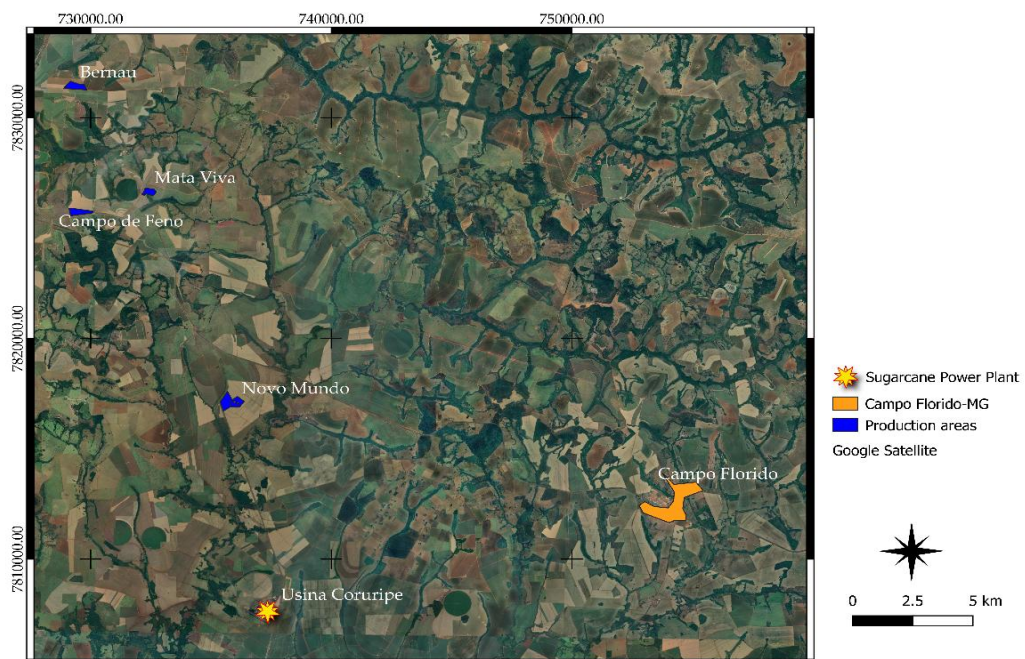 730000.00 740000.00 750000.00
7830000.00
7820000.00
7810000.00
Bernau
Mata Viva
Campo de Feno
Novo Mundo
Campo Florido
Usina Coruripe
Sugarcane Power Plant
Campo Florido-MG
Production areas
Google Satellite
0 2.5 5 km